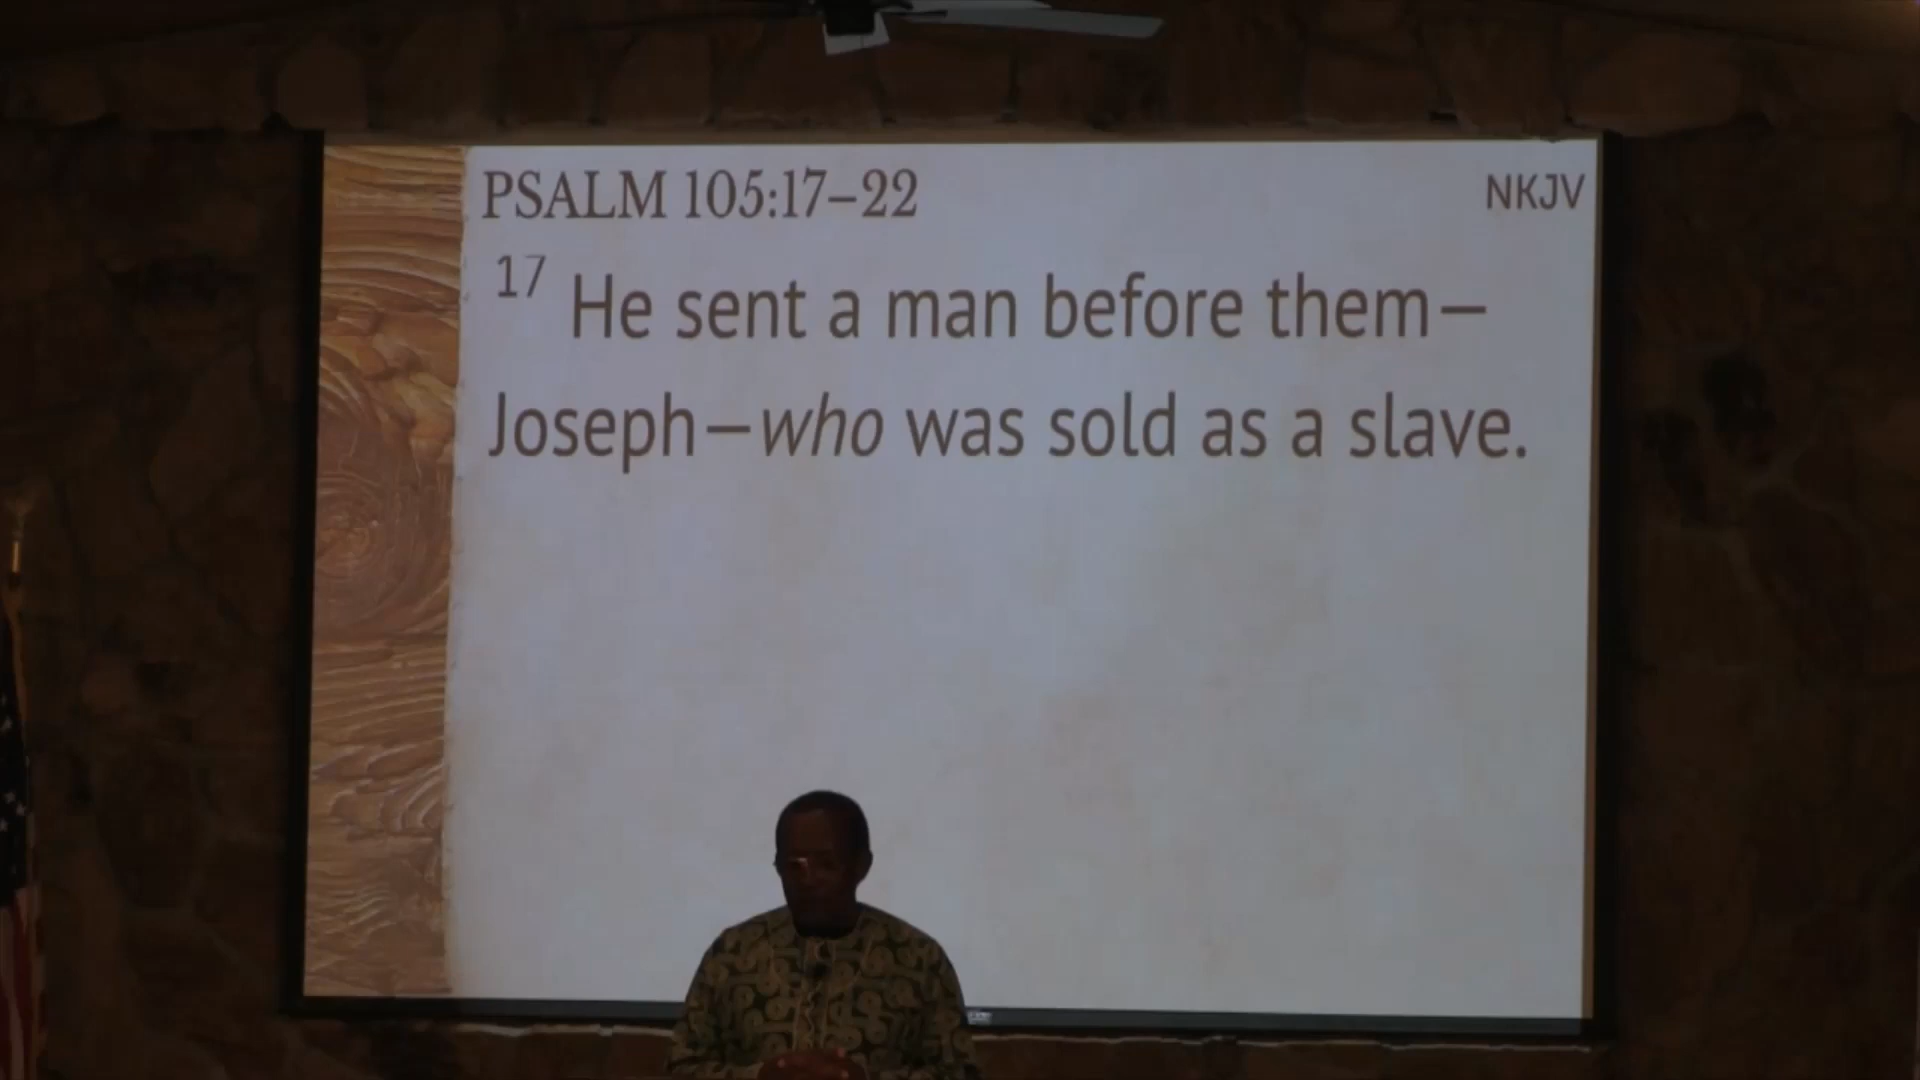 PSALM 105:17–22
NKJV
17 He sent a man before them—
Joseph—who was sold as a slave.